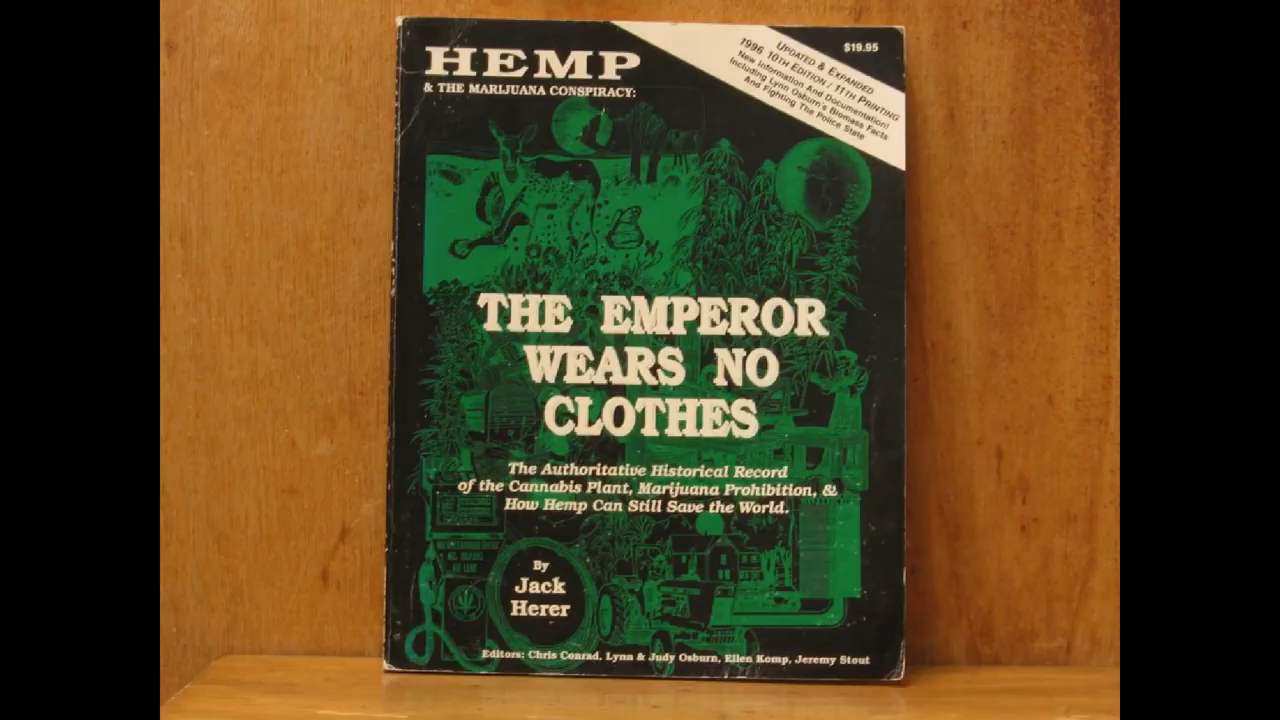 HEMP
& THE MARIJUANA CONSPIRACY:
$19.95
UPDATED & EXPANDED
1996 10TH EDITION / 11TH PRINTING
New Information And Documentation!
Including Lynn Osburn's Biomass Facts
And Fighting The Police State
THE EMPEROR
WEARS NO
CLOTHES
The Authoritative Historical Record
of the Cannabis Plant, Marijuana Prohibition, &
How Hemp Can Still Save the World.
By
Jack
Herer
Editors: Chris Conrad, Lynn & Judy Osburn, Ellen Komp, Jeremy Stout